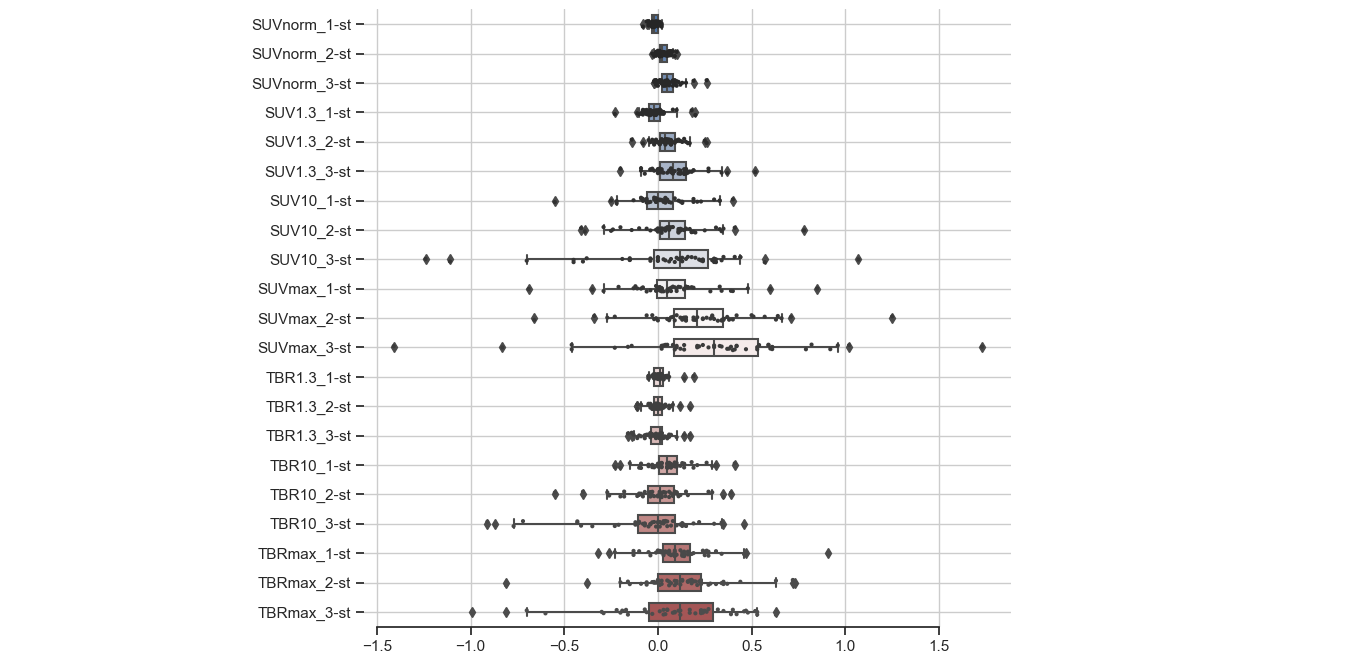 SUVnorm_1-st
SUVnorm_2-st
SUVnorm_3-st
SUV1.3_1-st
SUV1.3_2-st
SUV1.3_3-st
SUV10_1-st
SUV10_2-st
SUV10_3-st
SUVmax_1-st
SUVmax_2-st
SUVmax_3-st
TBR1.3_1-st
TBR1.3_2-st
TBR1.3_3-st
TBR10_1-st
TBR10_2-st
TBR10_3-st
TBRmax_1-st
TBRmax_2-st
TBRmax_3-st
−1.5 −1.0 −0.5 0.0 0.5 1.0 1.5